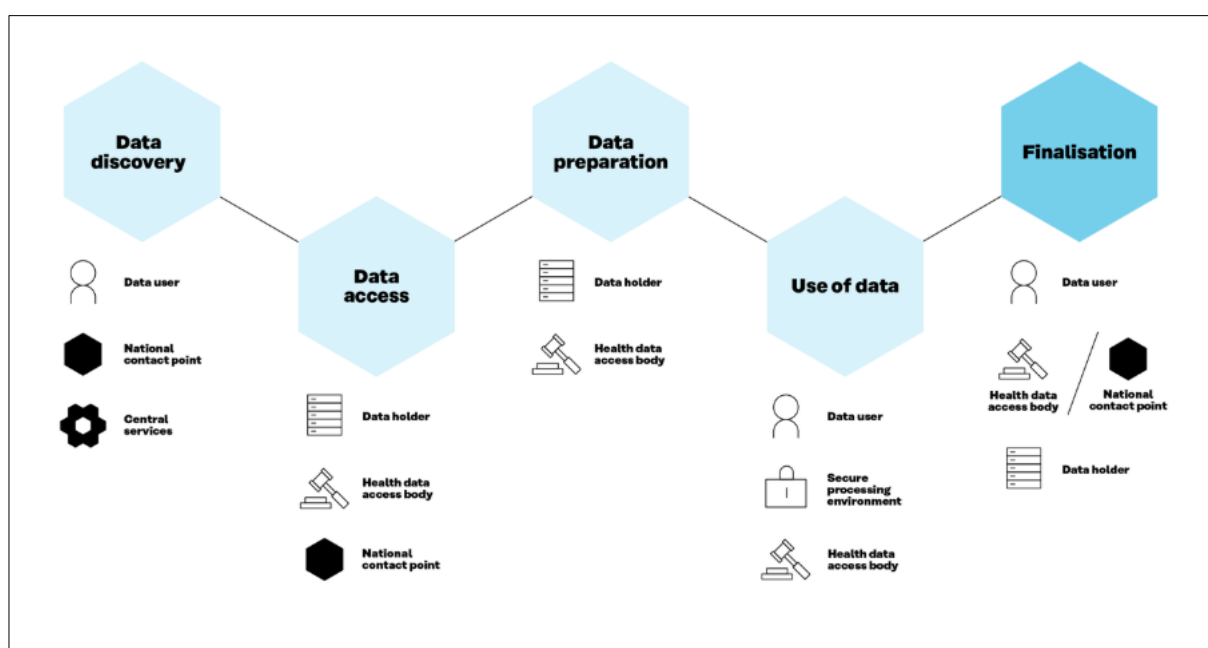 Data
discovery
Data user
National
contact point
Central
services
Data
access
Data holder
Health data
access body
National
contact point
Data
preparation
Data holder
Health data
access body
Use of data
Data user
Secure
processing
environment
Health data
access body
Finalisation
Data user
Health data
access body
National
contact point
Data holder